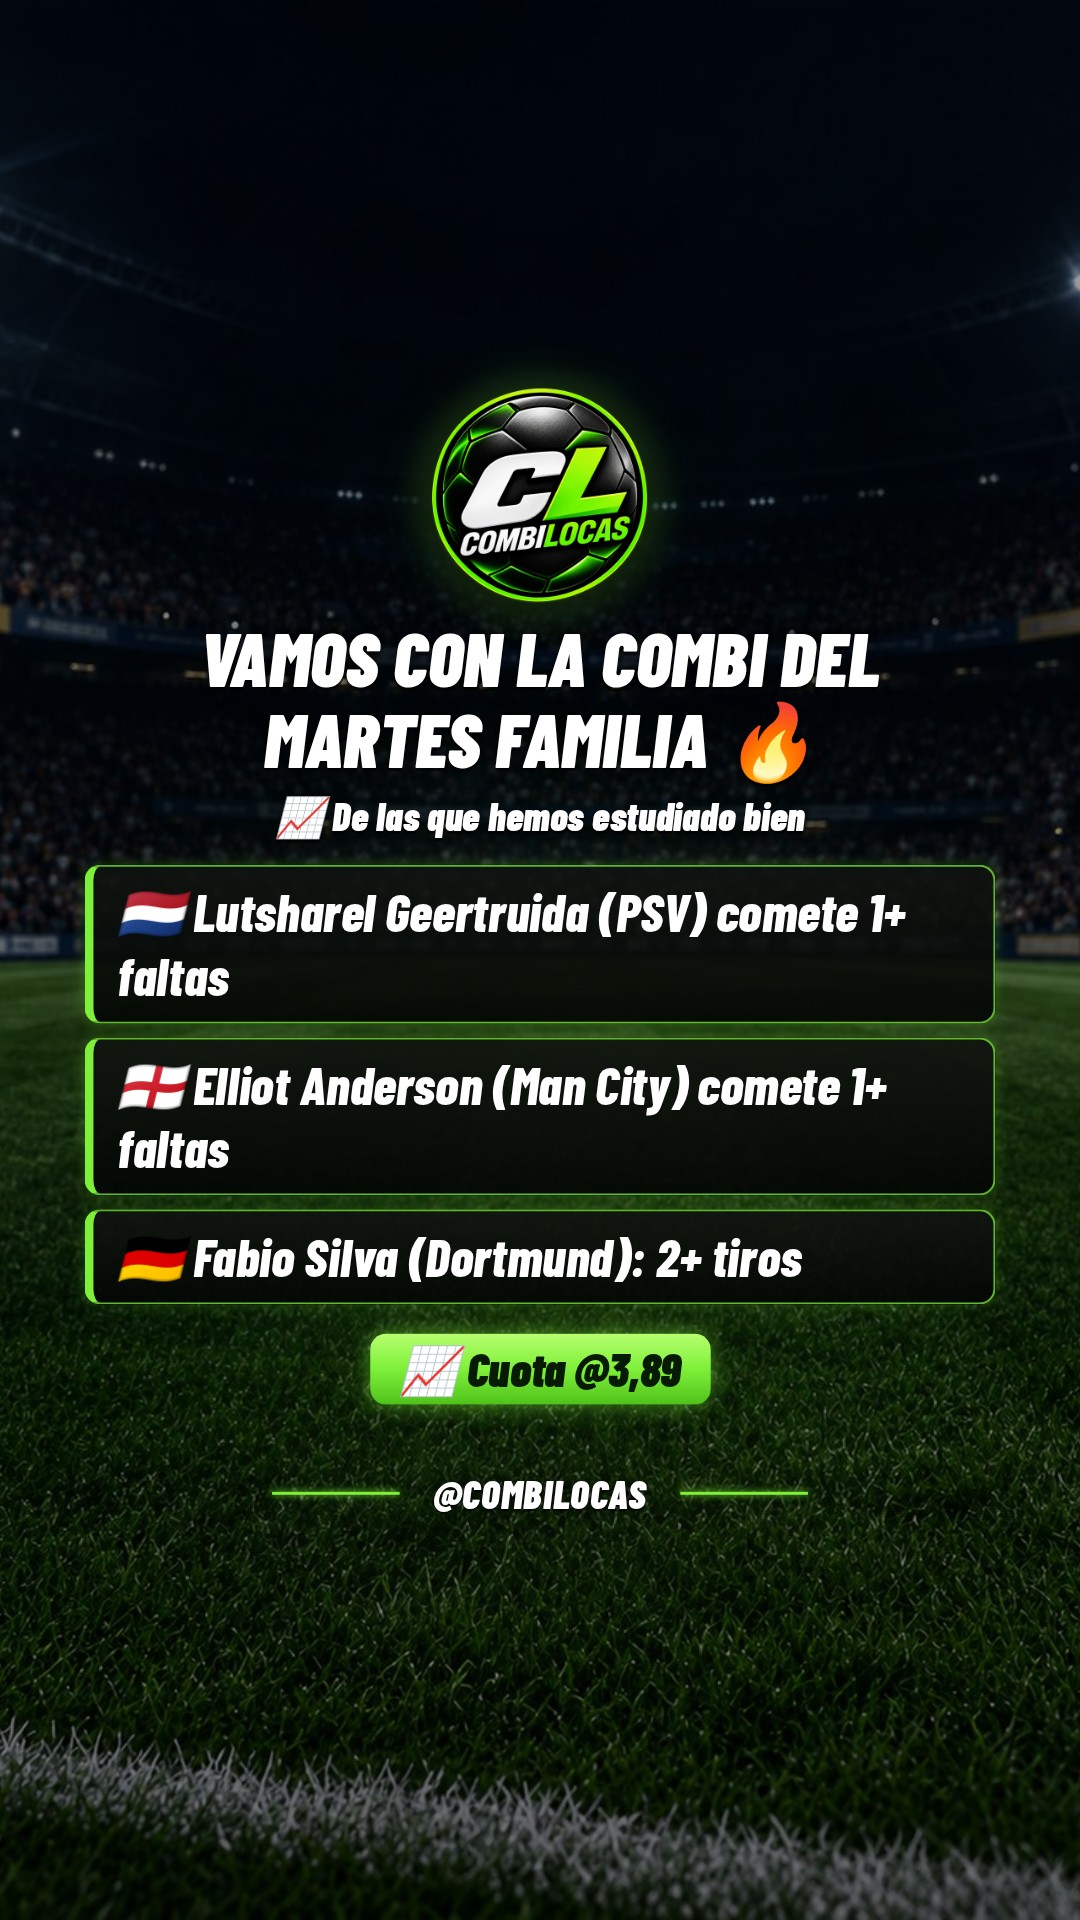 CL
COMBILOCAS
VAMOS CON LA COMBI DEL
MARTES FAMILIA 🔥
📈De las que hemos estudiado bien
🇳🇱Lutsharel Geertruida (PSV) comete 1+
faltas
🏴󠁧󠁢󠁥󠁮󠁧󠁿Elliot Anderson (Man City) comete 1+
faltas
🇩🇪Fabio Silva (Dortmund): 2+ tiros
📈Cuota @3,89
@COMBILOCAS